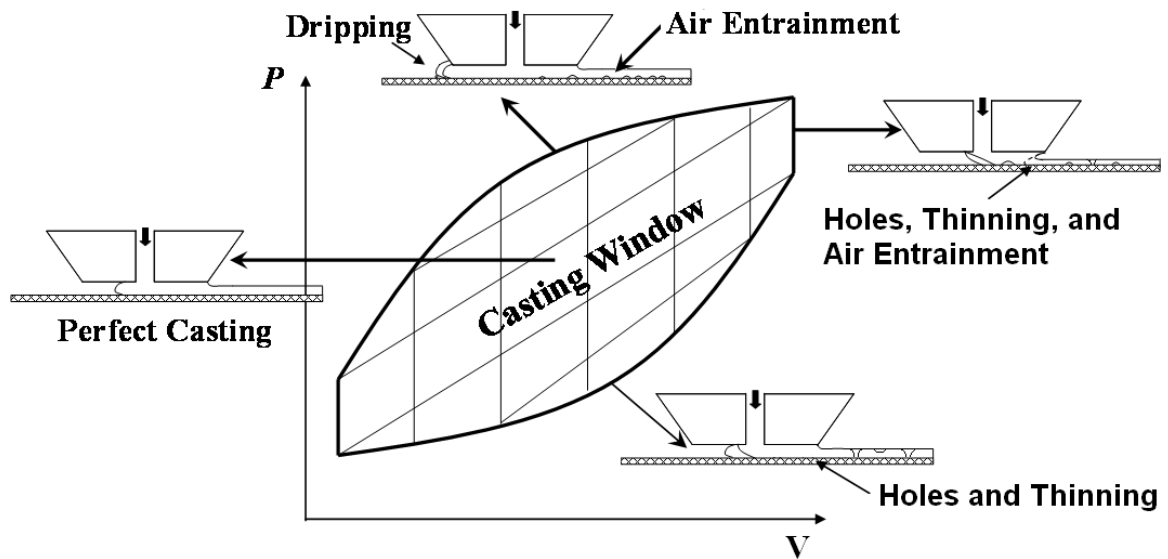 Dripping
Air Entrainment
P
Holes, Thinning, and
Air Entrainment
Casting Window
Perfect Casting
Holes and Thinning
V